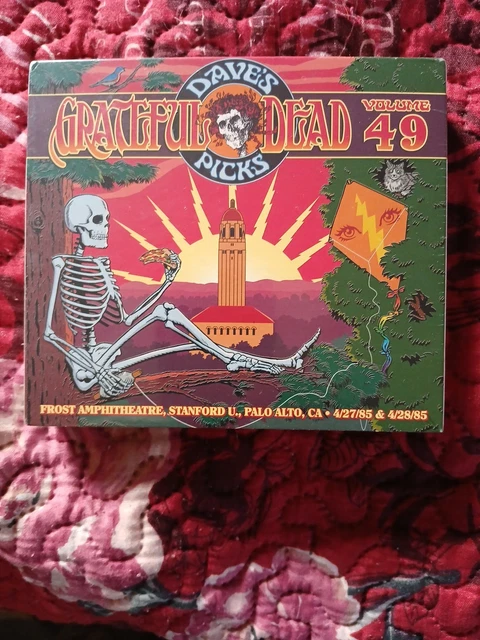 DAVE'S
GRATEFUL DEAD
VOLUME
49
PICKS
FROST AMPHITHEATRE, STANFORD U., PALO ALTO, CA • 4/27/85 & 4/28/85